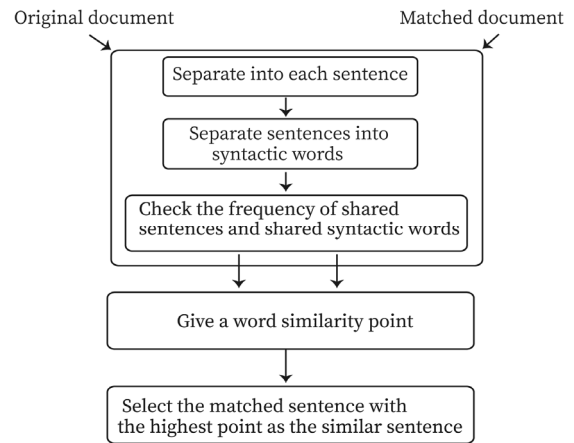 Original document
Matched document
Separate into each sentence
Separate sentences into
syntactic words
Check the frequency of shared
sentences and shared syntactic words
Give a word similarity point
Select the matched sentence with
the highest point as the similar sentence